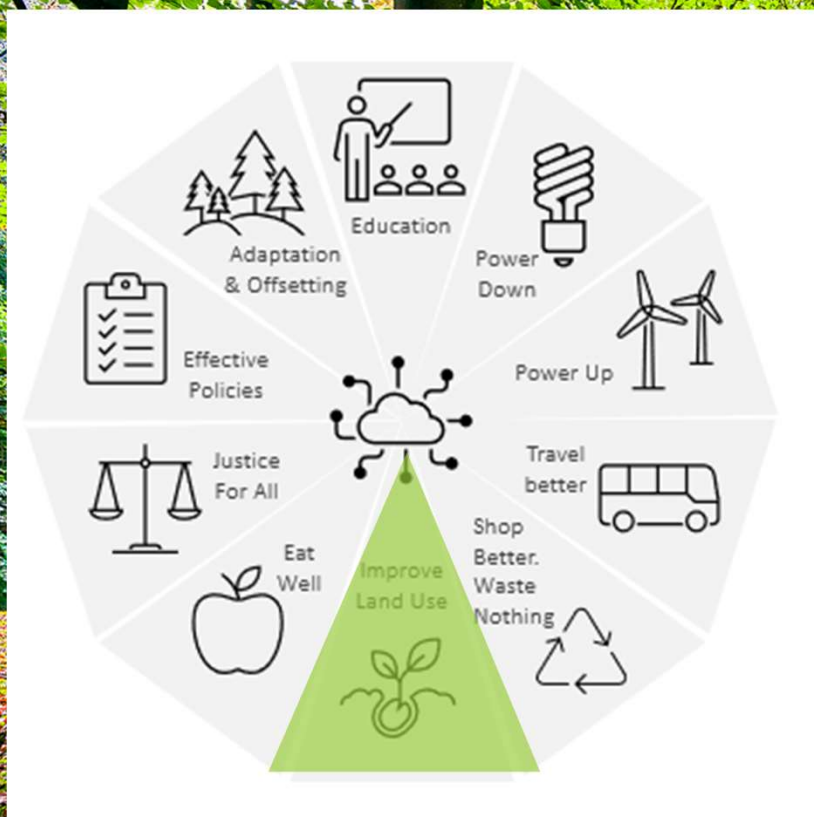 Education
Power
Down
Power Up
Travel
better
Shop
Better.
Waste
Nothing
Improve
Land Use
Eat
Well
Justice
For All
Effective
Policies
Adaptation
& Offsetting